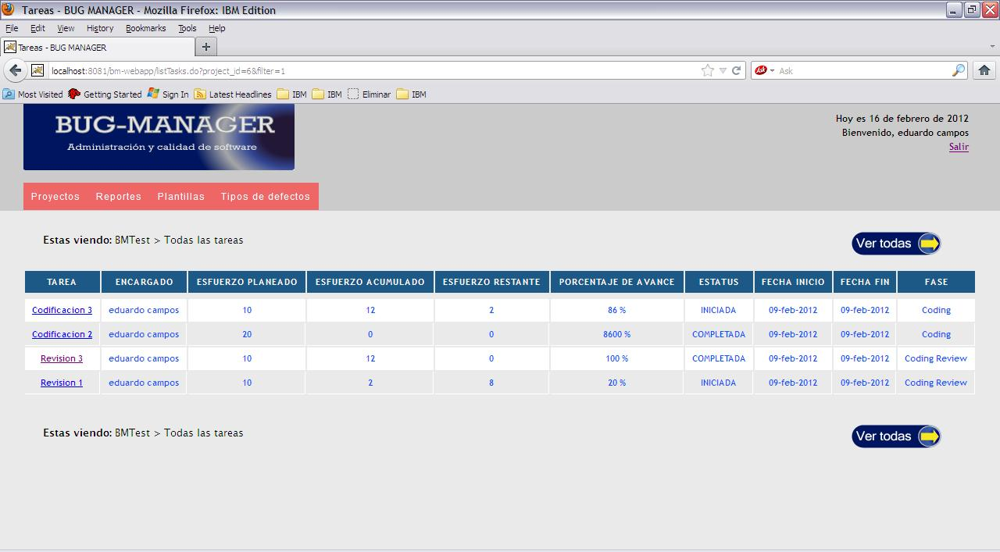 Tareas - BUG MANAGER - Mozilla Firefox: IBM Edition
File Edit View History Bookmarks Tools Help
Tareas - BUG MANAGER
localhost:8081/bm-webapp/listTasks.do?project_id=6&filter=1
Ask Ask
Most Visited Getting Started Sign In Latest Headlines IBM IBM Eliminar IBM
BUG-MANAGER
Administración y calidad de software
Hoy es 16 de febrero de 2012
Bienvenido, eduardo campos
Salir
Proyectos Reportes Plantillas Tipos de defectos
Estas viendo: BMTest > Todas las tareas
Ver todas
TAREA ENCARGADO ESFUERZO PLANEADO ESFUERZO ACUMULADO ESFUERZO RESTANTE PORCENTAJE DE AVANCE ESTATUS FECHA INICIO FECHA FIN FASE
Codificacion 3 eduardo campos 10 12 2 86 % INICIADA 09-feb-2012 09-feb-2012 Coding
Codificacion 2 eduardo campos 20 0 0 8600 % COMPLETADA 09-feb-2012 09-feb-2012 Coding
Revision 3 eduardo campos 10 12 0 100 % COMPLETADA 09-feb-2012 09-feb-2012 Coding Review
Revision 1 eduardo campos 10 2 8 20 % INICIADA 09-feb-2012 09-feb-2012 Coding Review
Estas viendo: BMTest > Todas las tareas
Ver todas